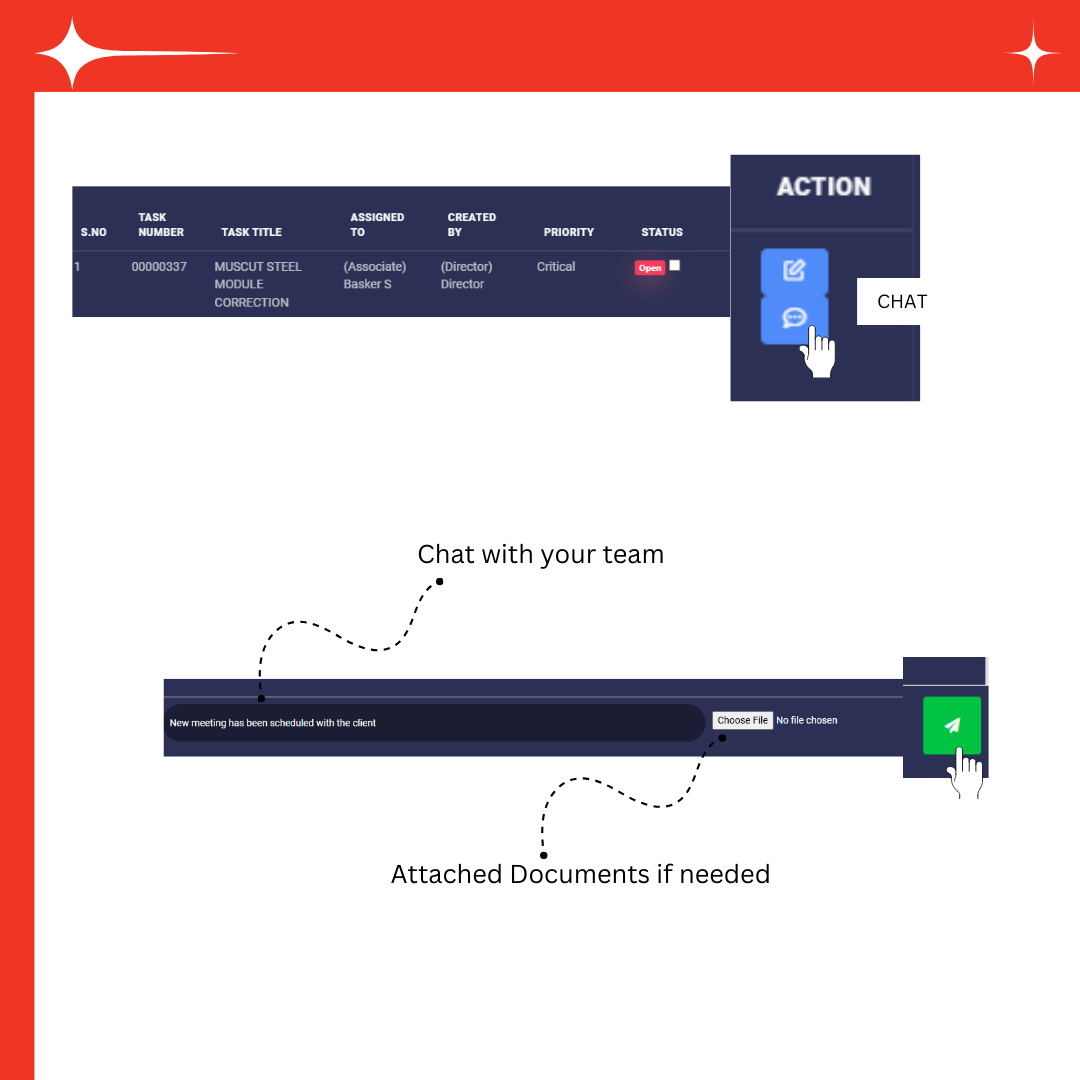 ACTION
S.NO TASK NUMBER TASK TITLE ASSIGNED TO CREATED BY PRIORITY STATUS
1 00000337 MUSCUT STEEL MODULE CORRECTION (Associate) Basker S (Director) Director Critical Open
CHAT
Chat with your team
New meeting has been scheduled with the client Choose File No file chosen
Attached Documents if needed